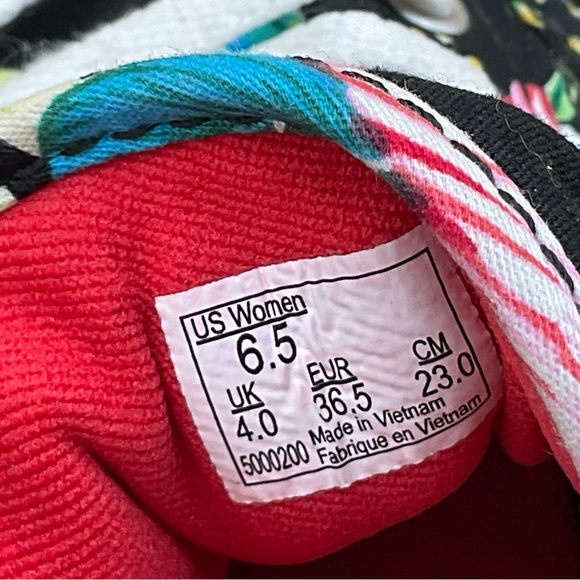 US Women
6.5
UK EUR CM
4.0 36.5 23.0
5000200 Made in Vietnam
Fabrique en Vietnam